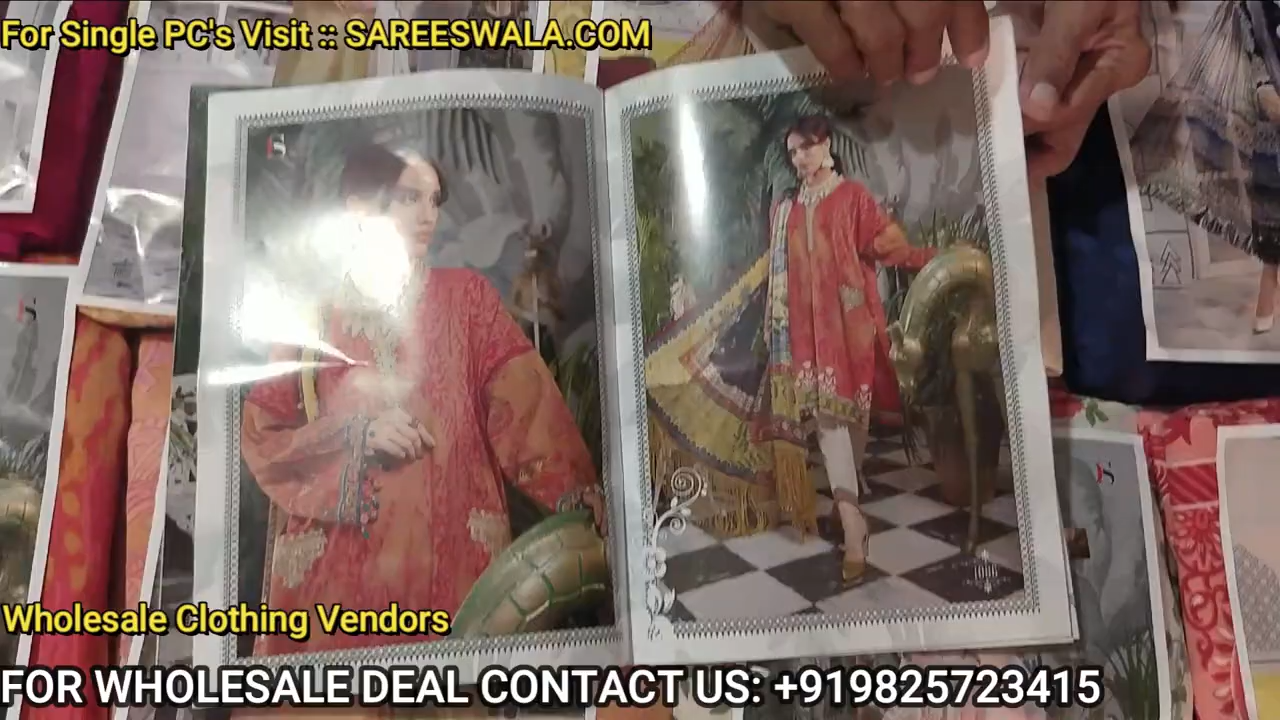 For Single PC's Visit :: SAREESWALA.COM
Wholesale Clothing Vendors
FOR WHOLESALE DEAL CONTACT US: +919825723415